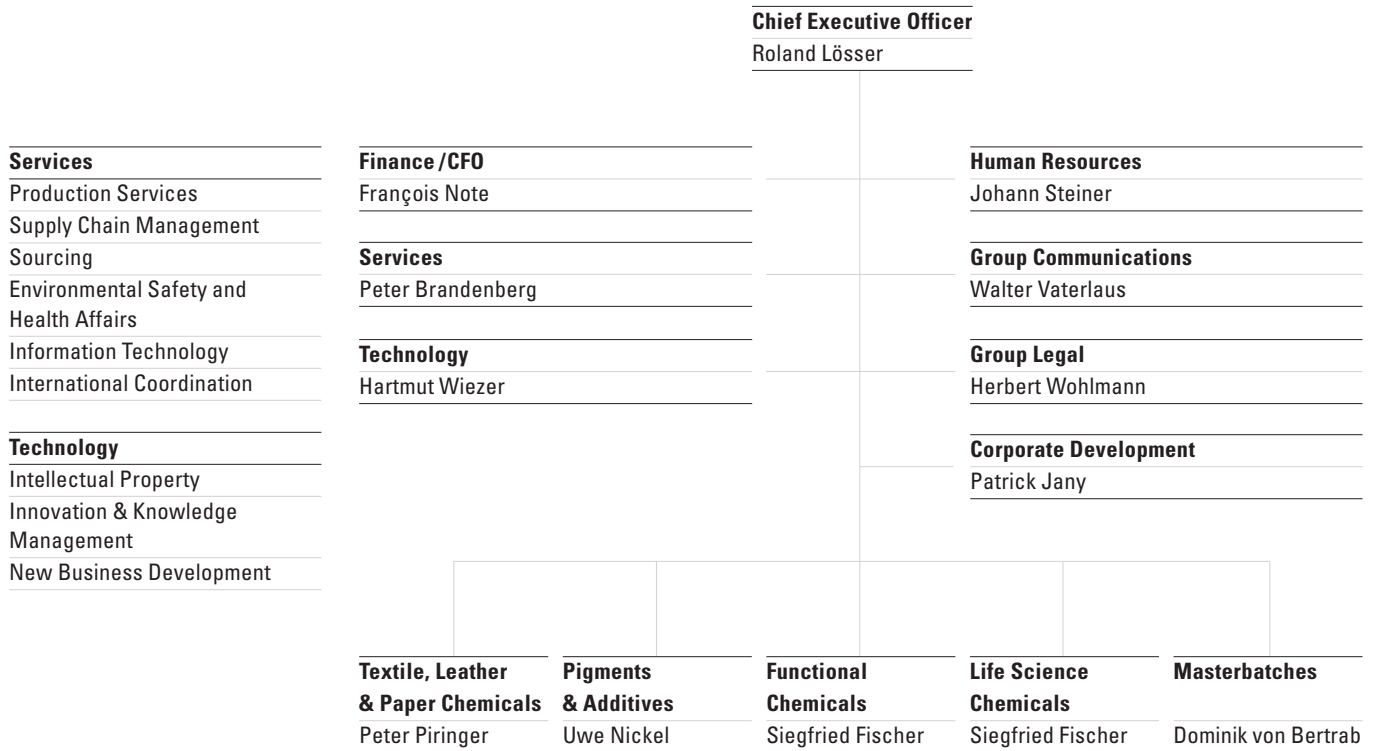 Chief Executive Officer
Roland Lösser
Services
Production Services
Supply Chain Management
Sourcing
Environmental Safety and
Health Affairs
Information Technology
International Coordination
Technology
Intellectual Property
Innovation & Knowledge
Management
New Business Development
Finance/CFO
François Note
Services
Peter Brandenberg
Technology
Hartmut Wiezer
Human Resources
Johann Steiner
Group Communications
Walter Vaterlaus
Group Legal
Herbert Wohlmann
Corporate Development
Patrick Jany
Textile, Leather
& Paper Chemicals
Peter Piringer
Pigments
& Additives
Uwe Nickel
Functional
Chemicals
Siegfried Fischer
Life Science
Chemicals
Siegfried Fischer
Masterbatches
Dominik von Bertrab